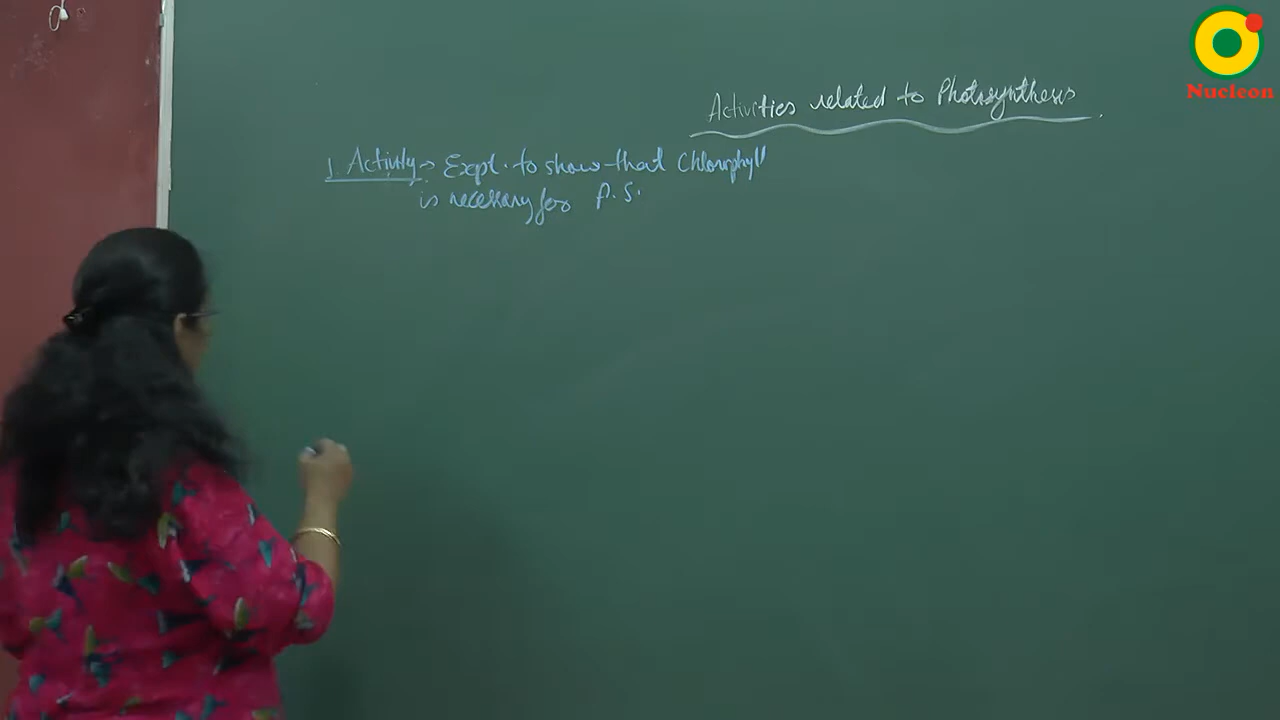 Nucleon
Activities related to Photosynthesis
1. Activity → Expt. to show that Chlorophyll
is necessary for P.S.